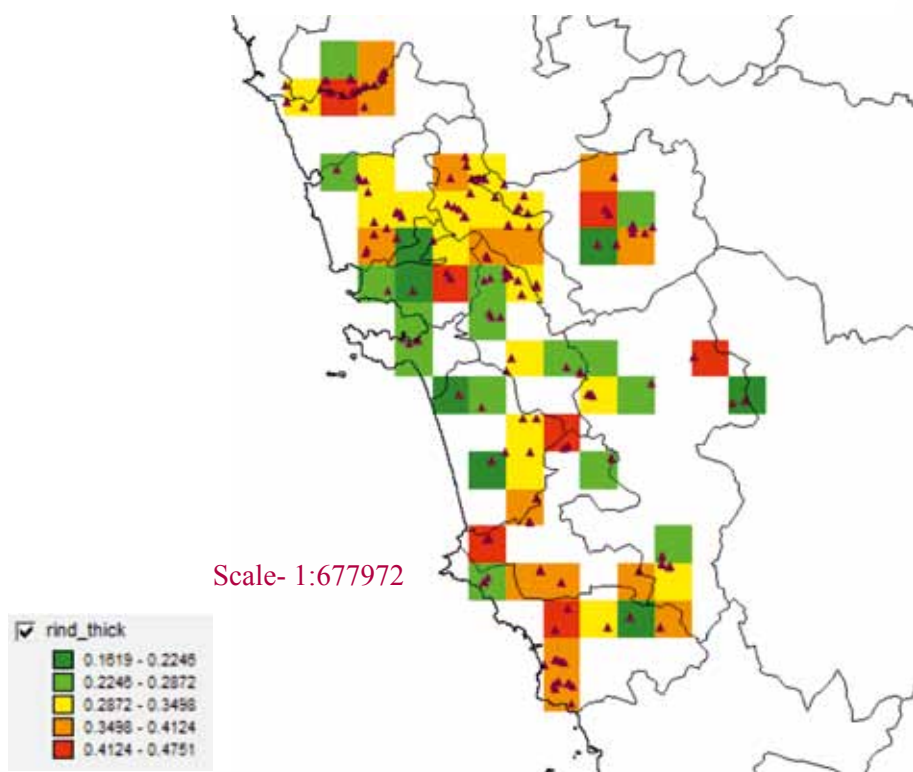 Scale- 1:677972
rind_thick
0.1619 - 0.2246
0.2246 - 0.2872
0.2872 - 0.3498
0.3498 - 0.4124
0.4124 - 0.4751